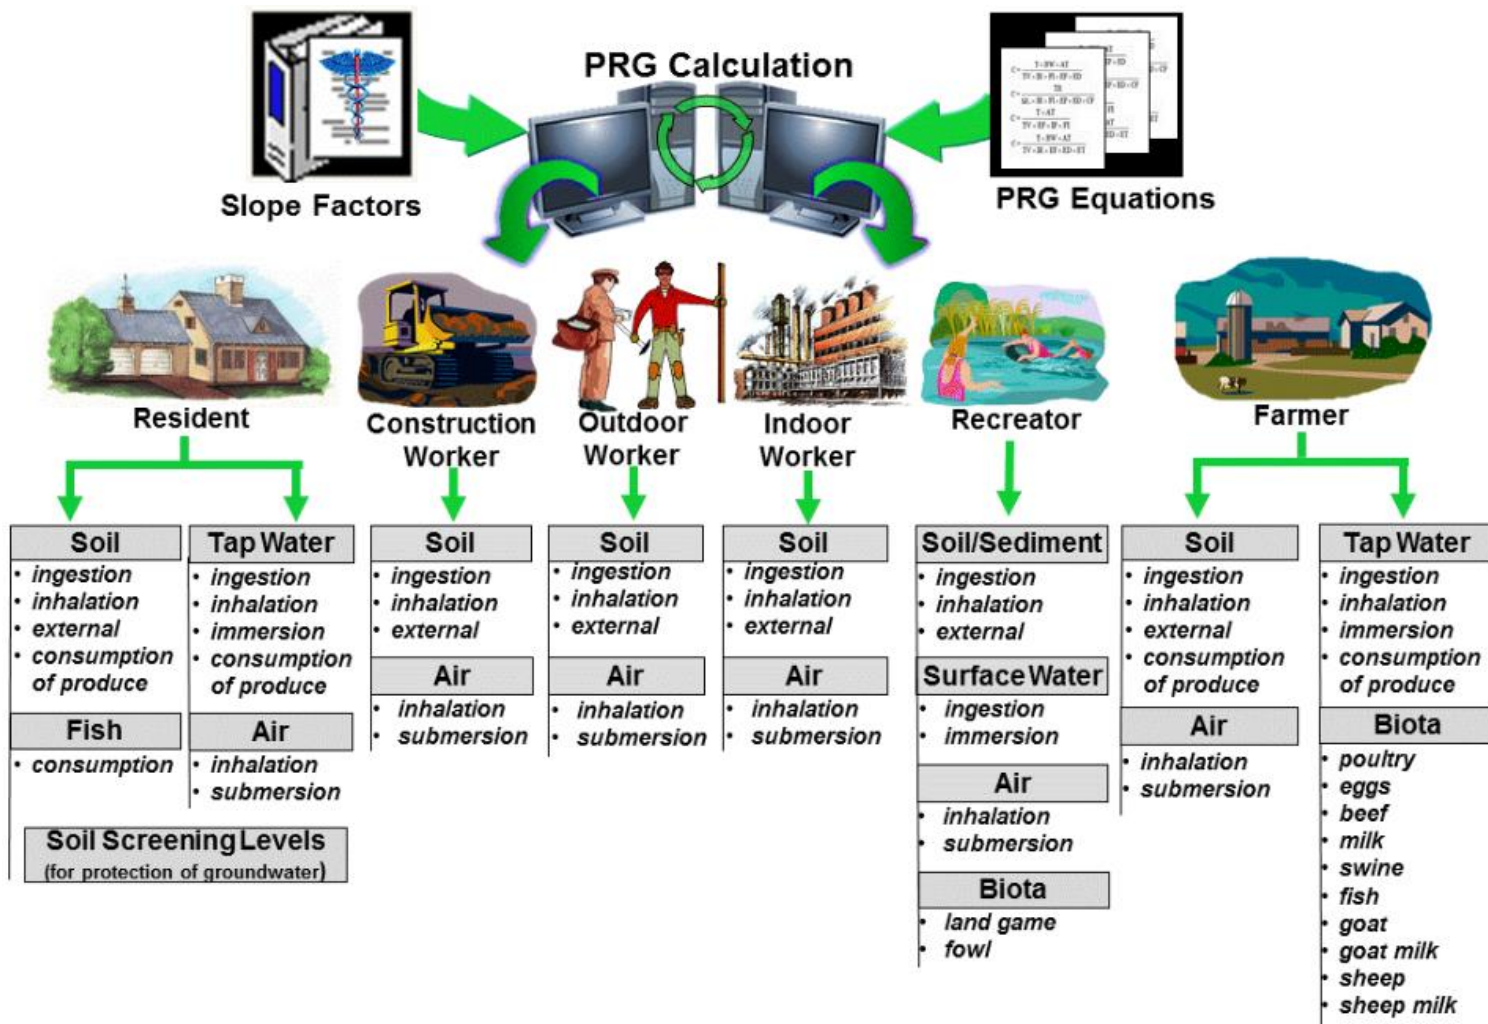 PRG Calculation
Slope Factors
PRG Equations
Resident
Construction
Worker
Outdoor
Worker
Indoor
Worker
Recreator
Farmer
Soil
• ingestion
• inhalation
• external
• consumption
of produce
Fish
• consumption
Tap Water
• ingestion
• inhalation
• immersion
• consumption
of produce
Air
• inhalation
• submersion
Soil Screening Levels
(for protection of groundwater)
Soil
• ingestion
• inhalation
• external
Air
• inhalation
• submersion
Soil
• ingestion
• inhalation
• external
Air
• inhalation
• submersion
Soil
• ingestion
• inhalation
• external
Air
• inhalation
• submersion
Soil/Sediment
• ingestion
• inhalation
• external
Surface Water
• ingestion
• immersion
Air
• inhalation
• submersion
Biota
• land game
• fowl
Soil
• ingestion
• inhalation
• external
• consumption
of produce
Air
• inhalation
• submersion
Tap Water
• ingestion
• inhalation
• immersion
• consumption
of produce
Biota
• poultry
• eggs
• beef
• milk
• swine
• fish
• goat
• goat milk
• sheep
• sheep milk